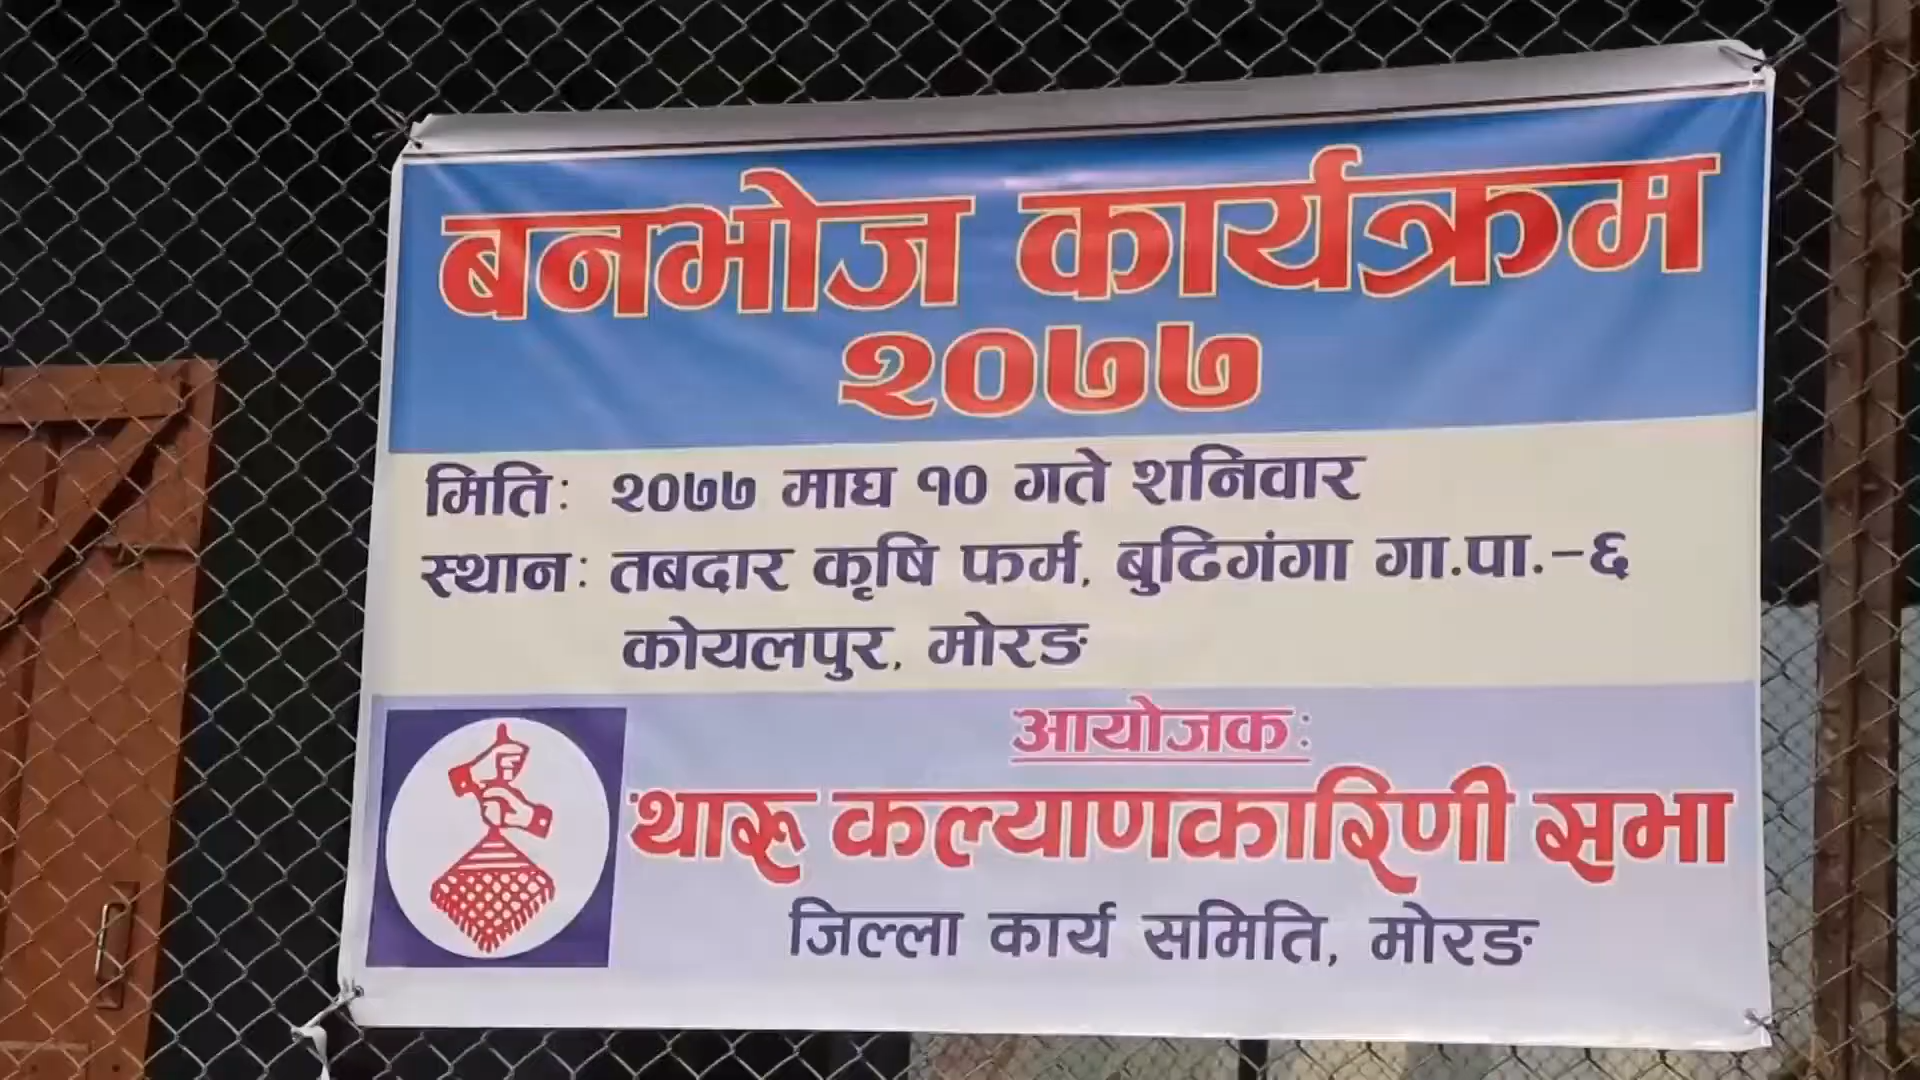 बनभोज कार्यक्रम
२०७७
मिति: २०७७ माघ १० गते शनिवार
स्थान: तबदार कृषि फर्म, बुढिगंगा गा.पा.-६
कोयलपुर, मोरङ
आयोजक:
थारू कल्याणकारिणी सभा
जिल्ला कार्य समिति, मोरङ